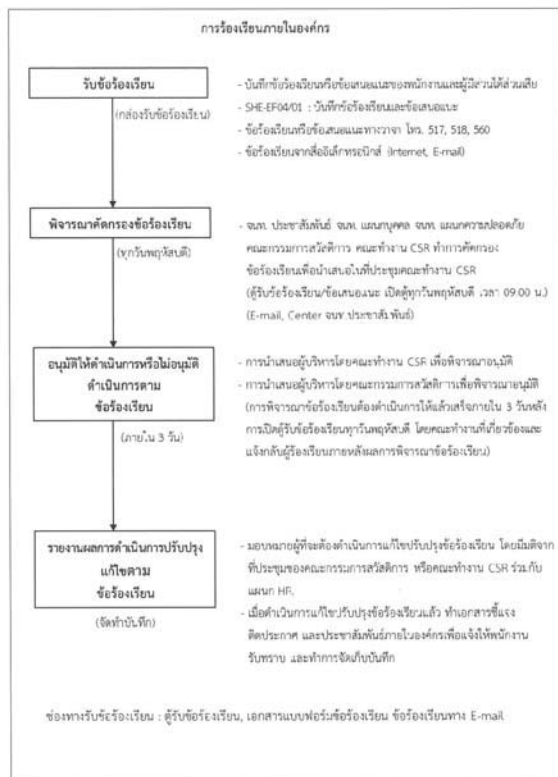 การร้องเรียนภายในองค์กร
รับข้อร้องเรียน
(กล่องรับข้อร้องเรียน)
- บันทึกข้อร้องเรียนหรือข้อเสนอแนะของพนักงานและผู้มีส่วนได้ส่วนเสีย
- SHE-EF04/01 : บันทึกข้อร้องเรียนและข้อเสนอแนะ
- ข้อร้องเรียนหรือข้อเสนอแนะทางวาจา โทร. 517, 518, 560
- ข้อร้องเรียนจากสื่ออิเล็กทรอนิกส์ (Internet, E-mail)
พิจารณาคัดกรองข้อร้องเรียน
(ทุกวันพฤหัสบดี)
- จนท. ประชาสัมพันธ์ จนท. แผนกบุคคล จนท. แผนกความปลอดภัย
คณะกรรมการสวัสดิการ คณะทำงาน CSR ทำการคัดกรอง
ข้อร้องเรียนเพื่อนำเสนอในที่ประชุมคณะทำงาน CSR
(ตู้รับข้อร้องเรียน/ข้อเสนอแนะ เปิดตู้ทุกวันพฤหัสบดี เวลา 09.00 น.)
(E-mail, Center จนท.ประชาสัมพันธ์)
อนุมัติให้ดำเนินการหรือไม่อนุมัติ
ดำเนินการตาม
ข้อร้องเรียน
(ภายใน 3 วัน)
- การนำเสนอผู้บริหารโดยคณะทำงาน CSR เพื่อพิจารณาอนุมัติ
- การนำเสนอผู้บริหารโดยคณะกรรมการสวัสดิการเพื่อพิจารณาอนุมัติ
(การพิจารณาข้อร้องเรียนต้องดำเนินการให้แล้วเสร็จภายใน 3 วันหลัง
การเปิดตู้รับข้อร้องเรียนทุกวันพฤหัสบดี โดยคณะทำงานที่เกี่ยวข้องและ
แจ้งกลับผู้ร้องเรียนภายหลังผลการพิจารณาข้อร้องเรียน)
รายงานผลการดำเนินการปรับปรุง
แก้ไขตาม
ข้อร้องเรียน
(จัดทำบันทึก)
- มอบหมายผู้ที่จะต้องดำเนินการแก้ไขปรับปรุงข้อร้องเรียน โดยมีมติจาก
ที่ประชุมของคณะกรรมการสวัสดิการ หรือคณะทำงาน CSR ร่วมกับ
แผนก HR.
- เมื่อดำเนินการแก้ไขปรับปรุงข้อร้องเรียนแล้ว ทำเอกสารชี้แจง
ติดประกาศ และประชาสัมพันธ์ภายในองค์กรเพื่อแจ้งให้พนักงาน
รับทราบ และทำการจัดเก็บบันทึก
ช่องทางรับข้อร้องเรียน : ตู้รับข้อร้องเรียน, เอกสารแบบฟอร์มข้อร้องเรียน ข้อร้องเรียนทาง E-mail